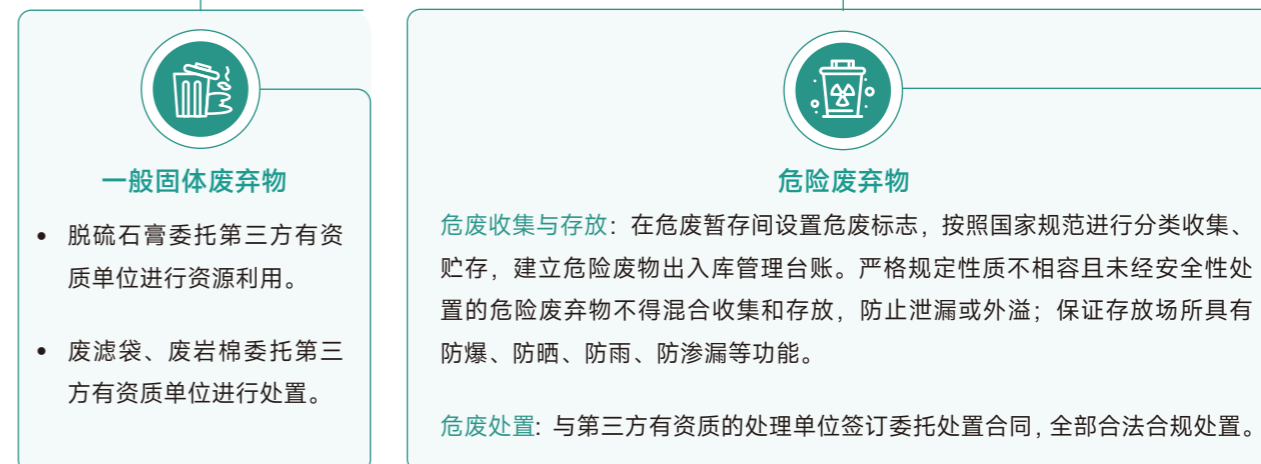 一般固体废弃物
• 脱硫石膏委托第三方有资
质单位进行资源利用。
• 废滤袋、废岩棉委托第三
方有资质单位进行处置。
危险废弃物
危废收集与存放：在危废暂存间设置危废标志，按照国家规范进行分类收集、
贮存，建立危险废物出入库管理台账。严格规定性质不相容且未经安全性处
置的危险废弃物不得混合收集和存放，防止泄漏或外溢；保证存放场所具有
防爆、防晒、防雨、防渗漏等功能。
危废处置：与第三方有资质的处理单位签订委托处置合同，全部合法合规处置。